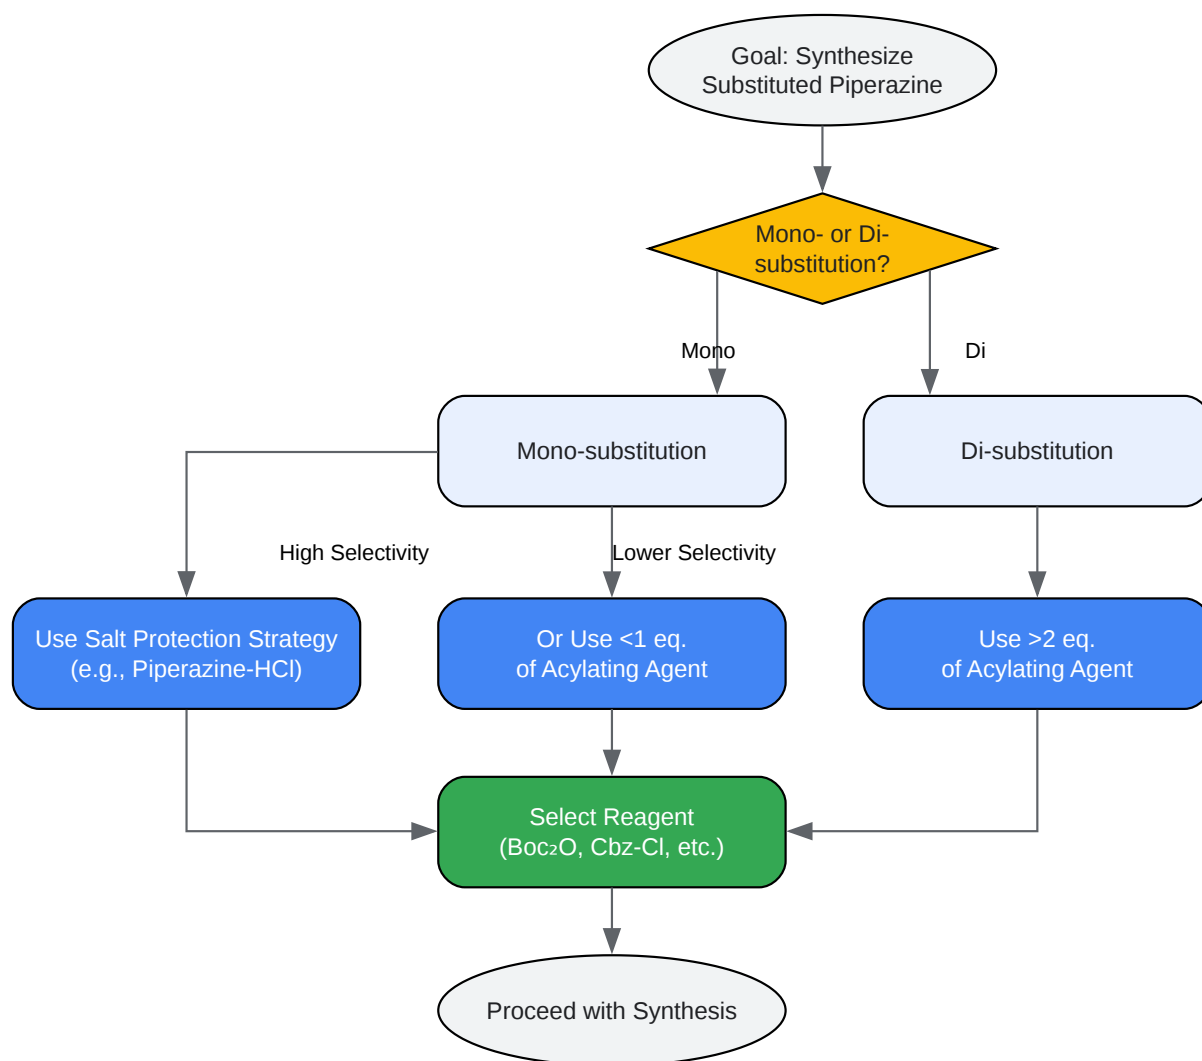 Goal: Synthesize
Substituted Piperazine
Mono- or Di-
substitution?
Mono
Di
Mono-substitution
Di-substitution
High Selectivity
Lower Selectivity
Use Salt Protection Strategy
(e.g., Piperazine-HCl)
Or Use <1 eq.
of Acylating Agent
Use >2 eq.
of Acylating Agent
Select Reagent
(Boc₂O, Cbz-Cl, etc.)
Proceed with Synthesis